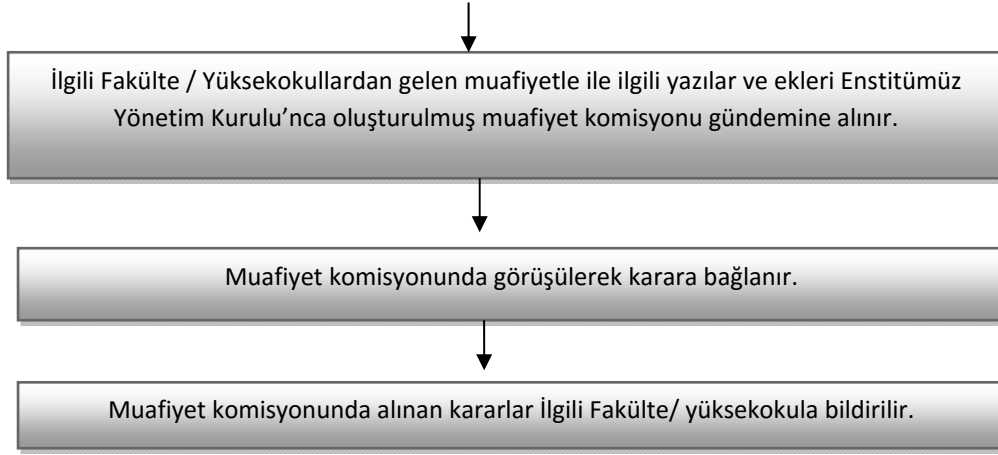 İlgili Fakülte / Yüksekokullardan gelen muafiyetle ile ilgili yazılar ve ekleri Enstitümüz
Yönetim Kurulu’nca oluşturulmuş muafiyet komisyonu gündemine alınır.
Muafiyet komisyonunda görüşülerek karara bağlanır.
Muafiyet komisyonunda alınan kararlar İlgili Fakülte/ yüksekokula bildirilir.